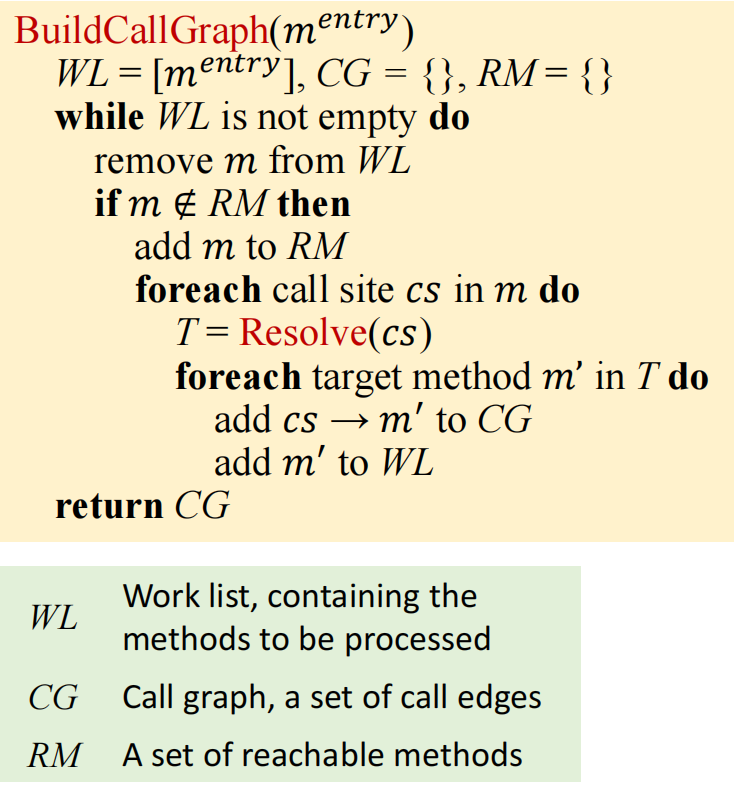 BuildCallGraph(m^entry)
WL = [m^entry], CG = {}, RM = {}
while WL is not empty do
remove m from WL
if m ∉ RM then
add m to RM
foreach call site cs in m do
T = Resolve(cs)
foreach target method m’ in T do
add cs → m′ to CG
add m′ to WL
return CG
WL Work list, containing the
methods to be processed
CG Call graph, a set of call edges
RM A set of reachable methods